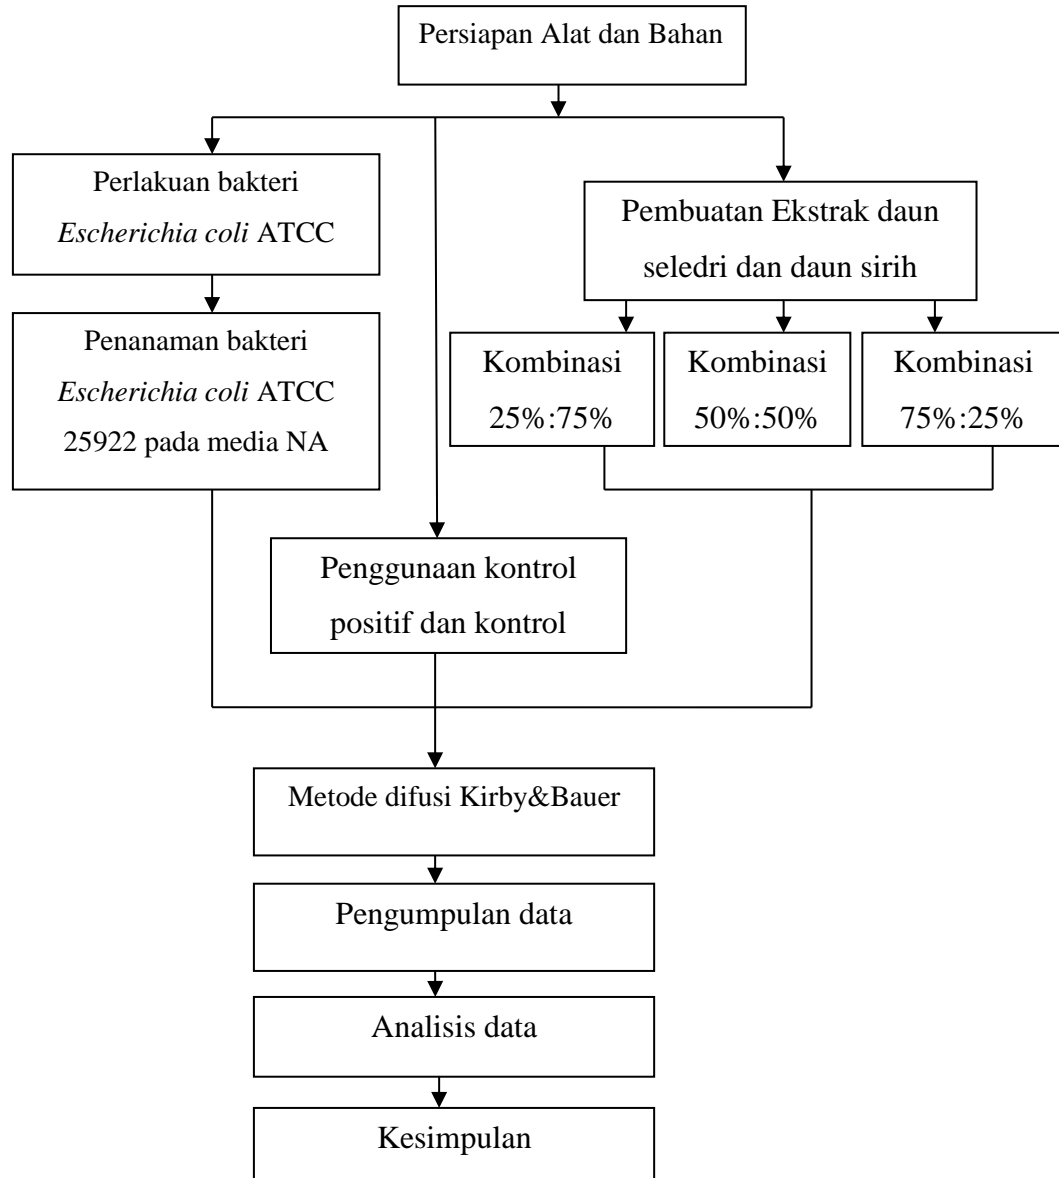 Persiapan Alat dan Bahan
Perlakuan bakteri
Escherichia coli ATCC
Penanaman bakteri
Escherichia coli ATCC
25922 pada media NA
Pembuatan Ekstrak daun
seledri dan daun sirih
Kombinasi
25%:75%
Kombinasi
50%:50%
Kombinasi
75%:25%
Penggunaan kontrol
positif dan kontrol
Metode difusi Kirby&Bauer
Pengumpulan data
Analisis data
Kesimpulan